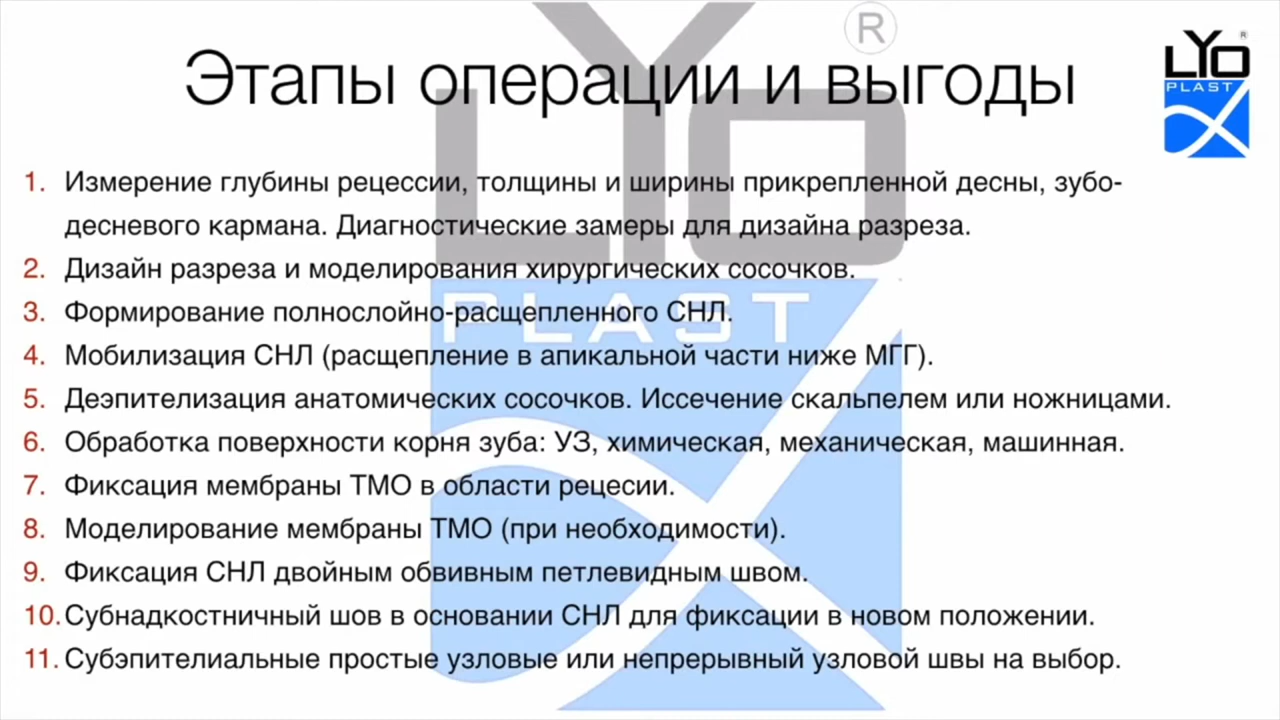 Этапы операции и выгоды
®
LYO
PLAST
®
LYO
PLAST
1. Измерение глубины рецессии, толщины и ширины прикрепленной десны, зубо-
десневого кармана. Диагностические замеры для дизайна разреза.
2. Дизайн разреза и моделирования хирургических сосочков.
3. Формирование полнослойно-расщепленного СНЛ.
4. Мобилизация СНЛ (расщепление в апикальной части ниже МГГ).
5. Деэпителизация анатомических сосочков. Иссечение скальпелем или ножницами.
6. Обработка поверхности корня зуба: УЗ, химическая, механическая, машинная.
7. Фиксация мембраны ТМО в области рецесии.
8. Моделирование мембраны ТМО (при необходимости).
9. Фиксация СНЛ двойным обвивным петлевидным швом.
10. Субнадкостничный шов в основании СНЛ для фиксации в новом положении.
11. Субэпителиальные простые узловые или непрерывный узловой швы на выбор.